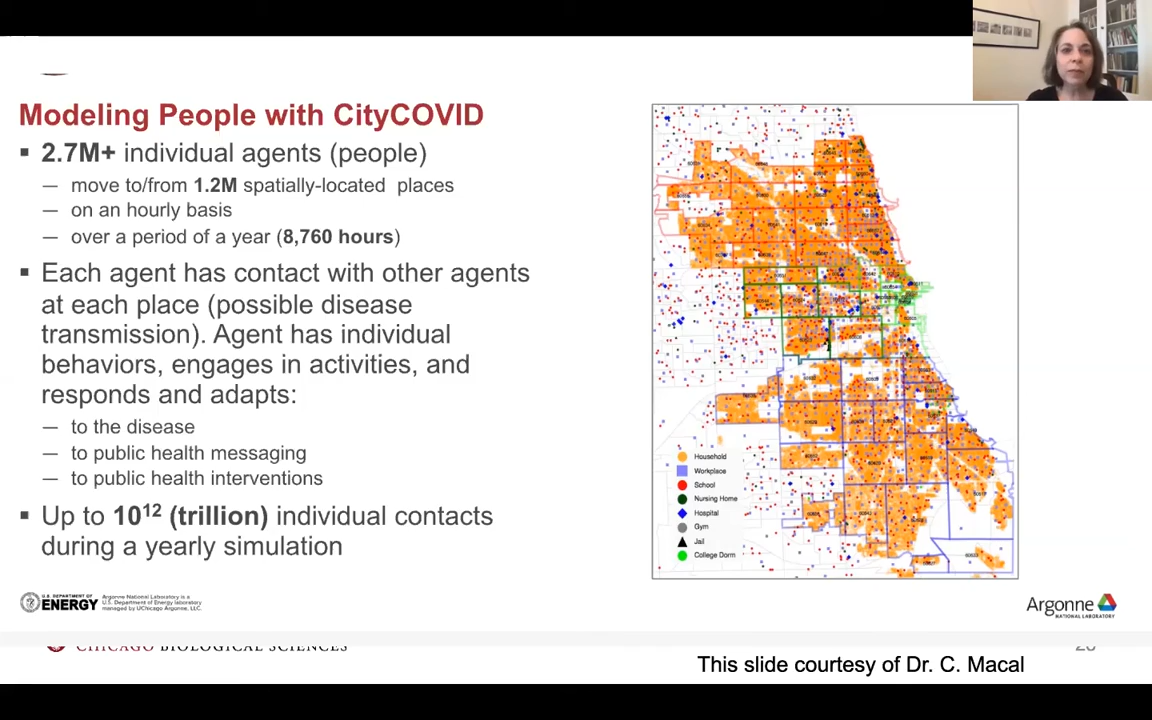 Modeling People with CityCOVID
▪ 2.7M+ individual agents (people)
— move to/from 1.2M spatially-located places
— on an hourly basis
— over a period of a year (8,760 hours)
▪ Each agent has contact with other agents
at each place (possible disease
transmission). Agent has individual
behaviors, engages in activities, and
responds and adapts:
— to the disease
— to public health messaging
— to public health interventions
▪ Up to 10¹² (trillion) individual contacts
during a yearly simulation
Household
Workplace
School
Nursing Home
Hospital
Gym
Jail
College Dorm
U.S. DEPARTMENT OF
ENERGY
Argonne National Laboratory is a
U.S. Department of Energy laboratory
managed by UChicago Argonne, LLC.
Argonne
NATIONAL LABORATORY
CHICAGO BIOLOGICAL SCIENCES
This slide courtesy of Dr. C. Macal